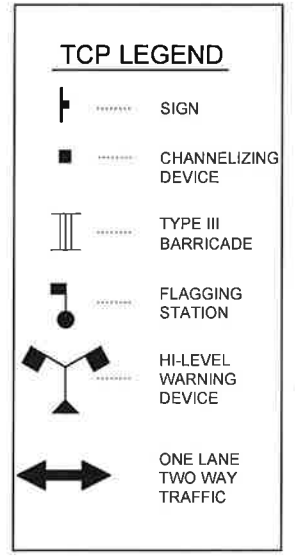 TCP LEGEND
SIGN
CHANNELIZING
DEVICE
TYPE III
BARRICADE
FLAGGING
STATION
HI-LEVEL
WARNING
DEVICE
ONE LANE
TWO WAY
TRAFFIC